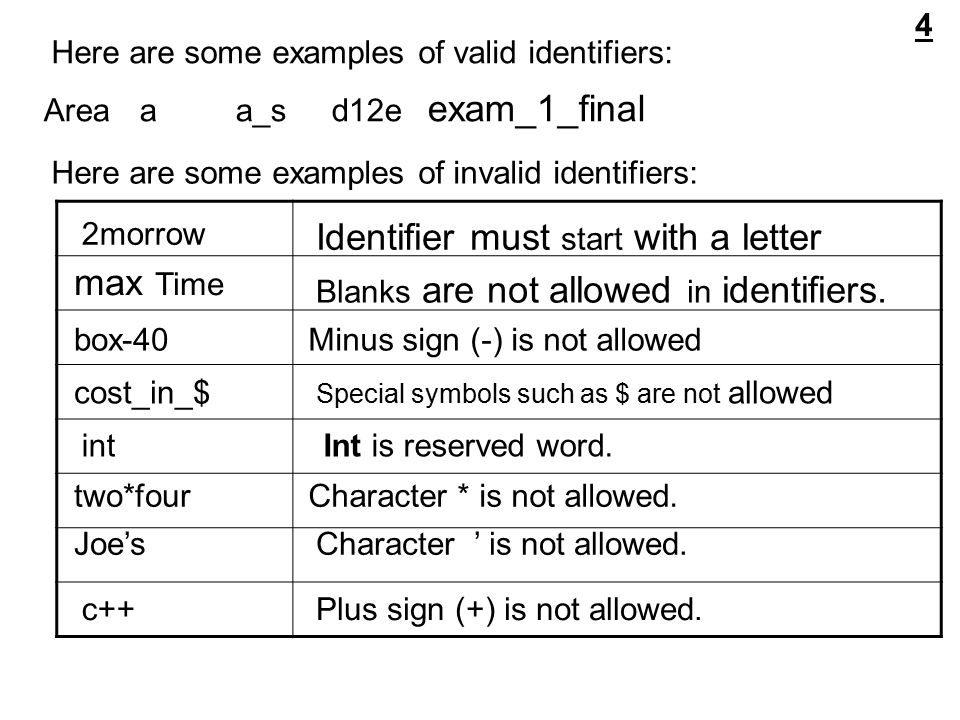 4
Here are some examples of valid identifiers:
Area a a_s d12e exam_1_final
Here are some examples of invalid identifiers:
2morrow Identifier must start with a letter
max Time Blanks are not allowed in identifiers.
box-40 Minus sign (-) is not allowed
cost_in_$ Special symbols such as $ are not allowed
int Int is reserved word.
two*four Character * is not allowed.
Joe’s Character ’ is not allowed.
c++ Plus sign (+) is not allowed.